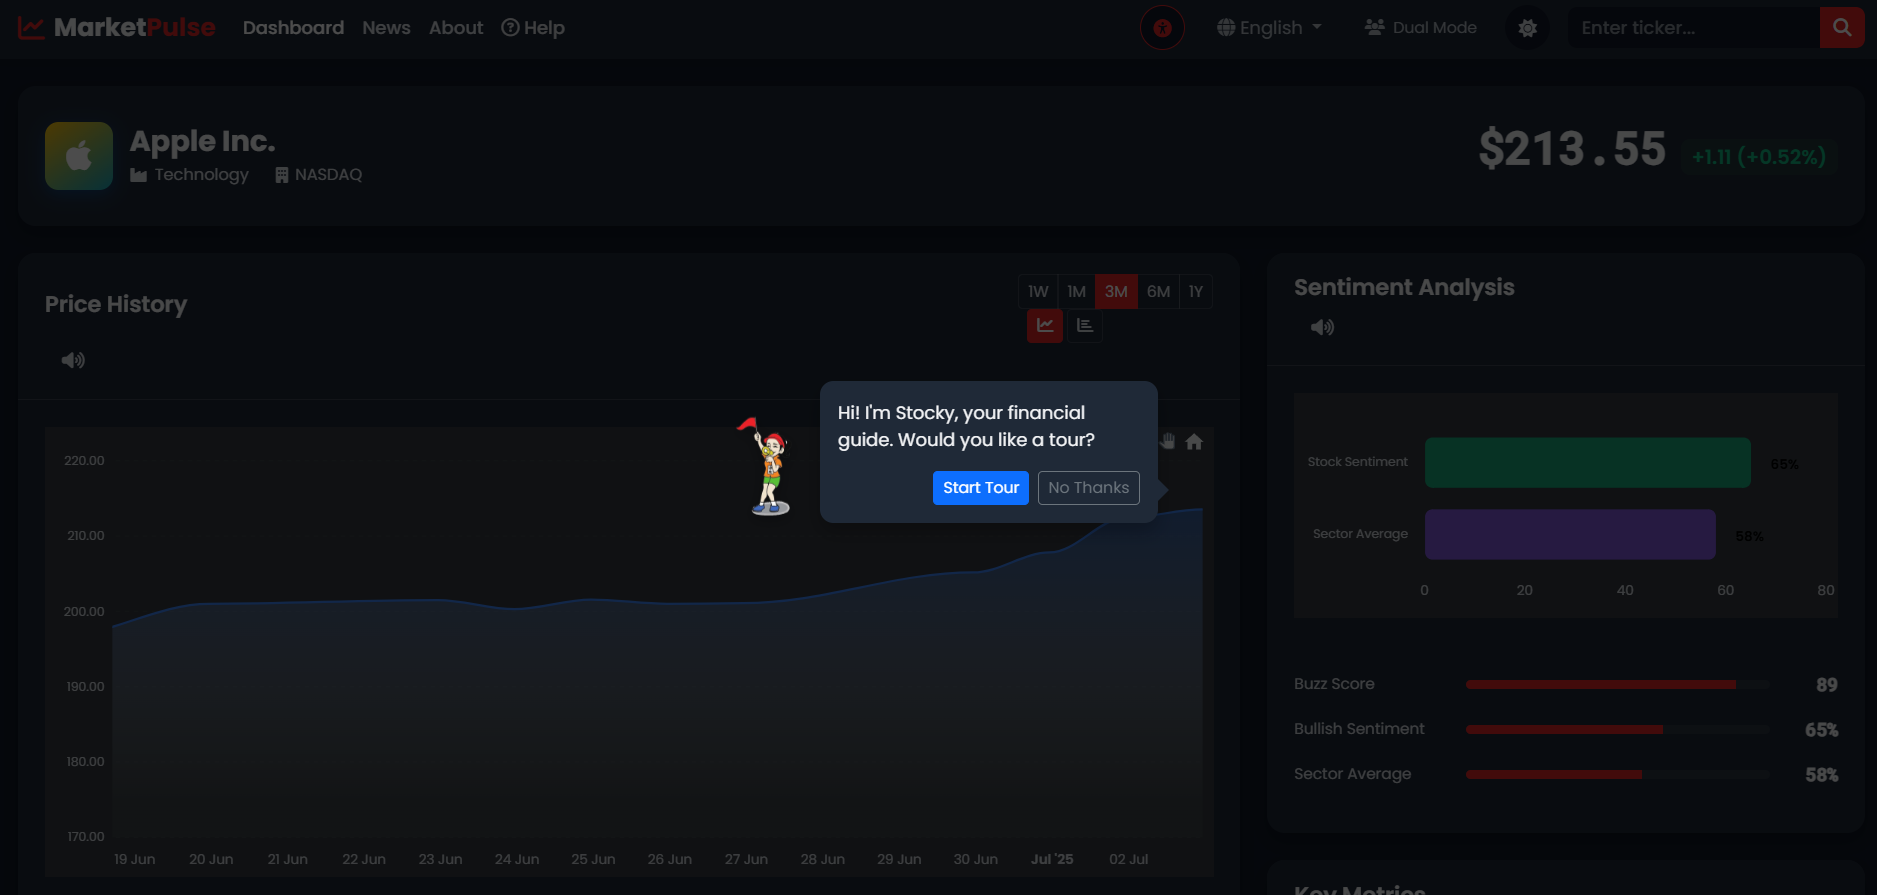 MarketPulse Dashboard News About Help English Dual Mode Enter ticker...
Apple Inc.
Technology NASDAQ
$213.55 +1.11 (+0.52%)
Price History
1W 1M 3M 6M 1Y
Hi! I'm Stocky, your financial
guide. Would you like a tour?
Start Tour No Thanks
220.00
210.00
200.00
190.00
180.00
170.00
19 Jun 20 Jun 21 Jun 22 Jun 23 Jun 24 Jun 25 Jun 26 Jun 27 Jun 28 Jun 29 Jun 30 Jun Jul '25 02 Jul
Sentiment Analysis
Stock Sentiment 65%
Sector Average 58%
0 20 40 60 80
Buzz Score 89
Bullish Sentiment 65%
Sector Average 58%
Key Metrics